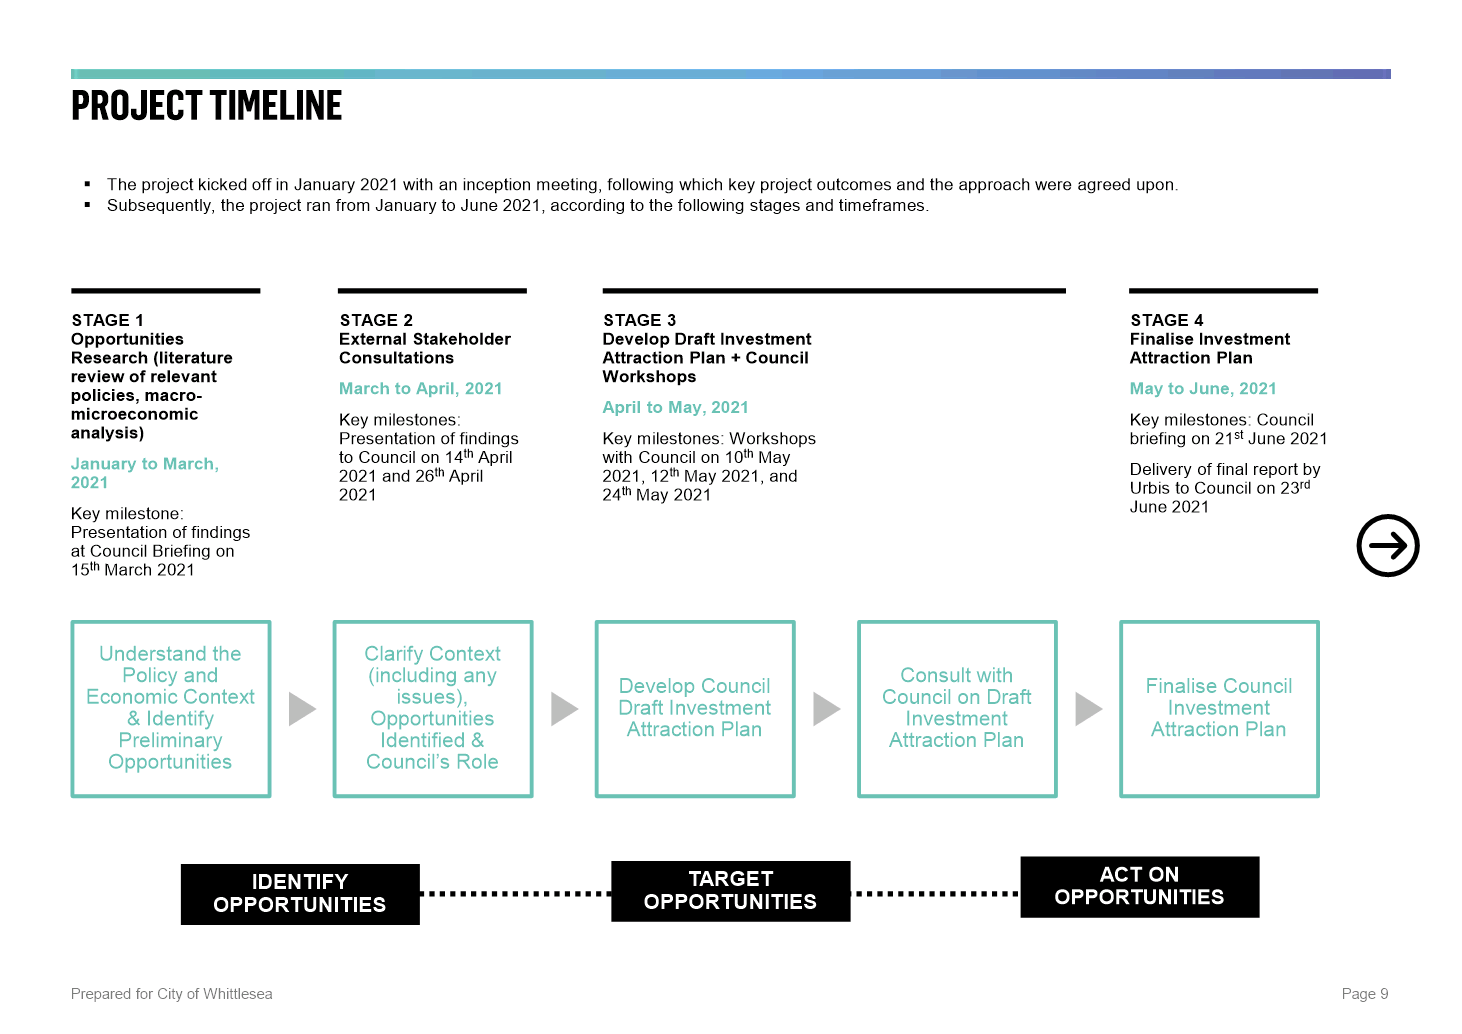 PROJECT TIMELINE
▪ The project kicked off in January 2021 with an inception meeting, following which key project outcomes and the approach were agreed upon.
▪ Subsequently, the project ran from January to June 2021, according to the following stages and timeframes.
STAGE 1
Opportunities
Research (literature
review of relevant
policies, macro-
microeconomic
analysis)
January to March,
2021
Key milestone:
Presentation of findings
at Council Briefing on
15th March 2021
STAGE 2
External Stakeholder
Consultations
March to April, 2021
Key milestones:
Presentation of findings
to Council on 14th April
2021 and 26th April
2021
STAGE 3
Develop Draft Investment
Attraction Plan + Council
Workshops
April to May, 2021
Key milestones: Workshops
with Council on 10th May
2021, 12th May 2021, and
24th May 2021
STAGE 4
Finalise Investment
Attraction Plan
May to June, 2021
Key milestones: Council
briefing on 21st June 2021
Delivery of final report by
Urbis to Council on 23rd
June 2021
Understand the
Policy and
Economic Context
& Identify
Preliminary
Opportunities
Clarify Context
(including any
issues),
Opportunities
Identified &
Council’s Role
Develop Council
Draft Investment
Attraction Plan
Consult with
Council on Draft
Investment
Attraction Plan
Finalise Council
Investment
Attraction Plan
IDENTIFY
OPPORTUNITIES
TARGET
OPPORTUNITIES
ACT ON
OPPORTUNITIES
Prepared for City of Whittlesea
Page 9